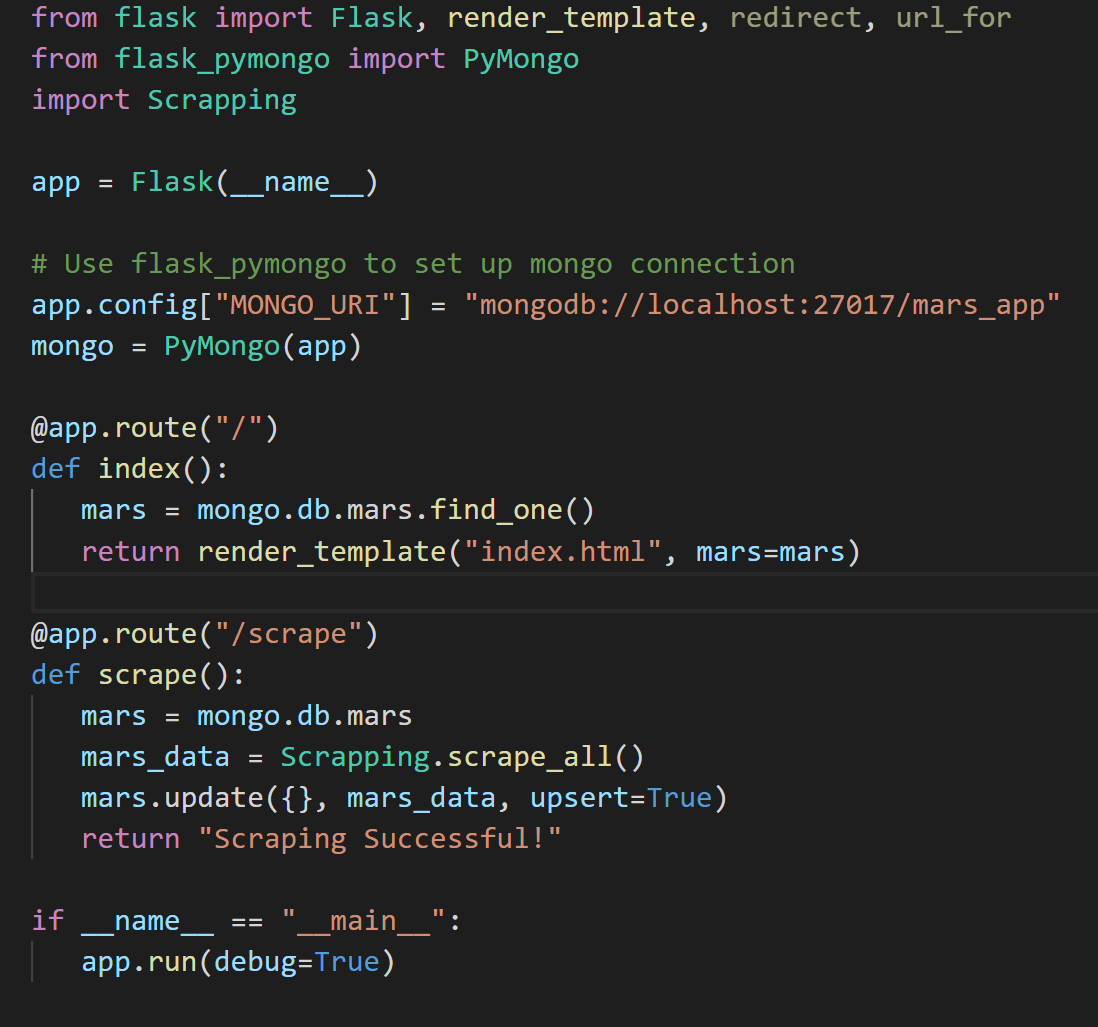 from flask import Flask, render_template, redirect, url_for
from flask_pymongo import PyMongo
import Scrapping

app = Flask(__name__)

# Use flask_pymongo to set up mongo connection
app.config["MONGO_URI"] = "mongodb://localhost:27017/mars_app"
mongo = PyMongo(app)

@app.route("/")
def index():
   mars = mongo.db.mars.find_one()
   return render_template("index.html", mars=mars)

@app.route("/scrape")
def scrape():
   mars = mongo.db.mars
   mars_data = Scrapping.scrape_all()
   mars.update({}, mars_data, upsert=True)
   return "Scraping Successful!"

if __name__ == "__main__":
   app.run(debug=True)